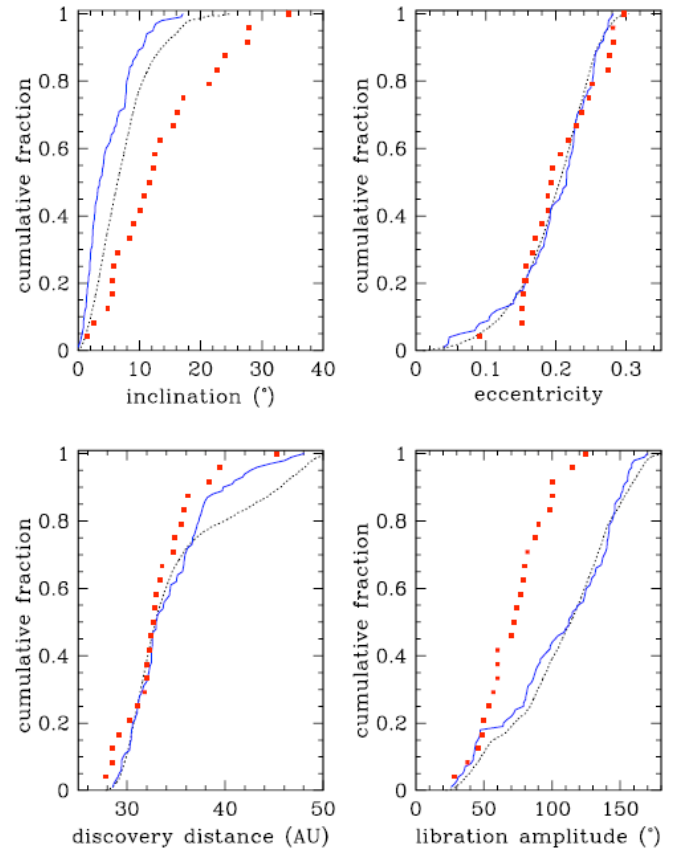 1
0.8
0.6
0.4
0.2
0
cumulative fraction
0 10 20 30 40
inclination (°)
1
0.8
0.6
0.4
0.2
0
cumulative fraction
0 0.1 0.2 0.3
eccentricity
1
0.8
0.6
0.4
0.2
0
cumulative fraction
30 40 50
discovery distance (AU)
1
0.8
0.6
0.4
0.2
0
cumulative fraction
0 50 100 150
libration amplitude (°)